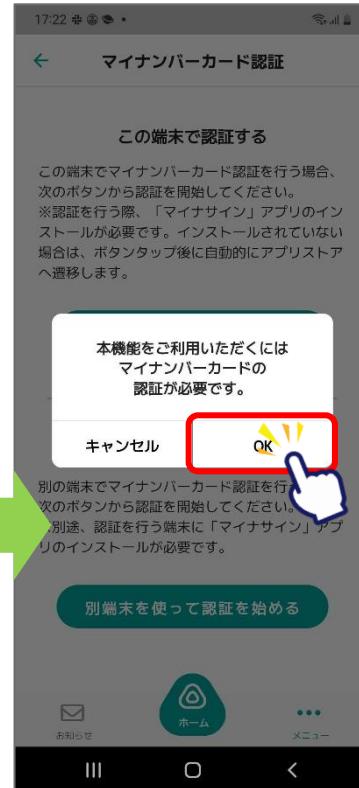 17:22
マイナンバーカード認証
この端末で認証する
この端末でマイナンバーカード認証を行う場合、
次のボタンから認証を開始してください。
※認証を行う際、「マイナサイン」アプリのイン
ストールが必要です。インストールされていない
場合は、ボタンタップ後に自動的にアプリストア
へ遷移します。
本機能をご利用いただくには
マイナンバーカードの
認証が必要です。
キャンセル
OK
別の端末でマイナンバーカード認証を行
次のボタンから認証を開始してください。
別途、認証を行う端末に「マイナサイン」アプ
リのインストールが必要です。
別端末を使って認証を始める
お知らせ
ホーム
メニュー